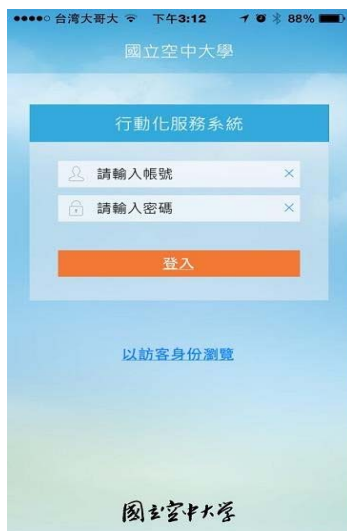 台湾大哥大 下午3:12 88%
國立空中大學
行動化服務系統
請輸入帳號
請輸入密碼
登入
以訪客身份瀏覽
國立空中大学